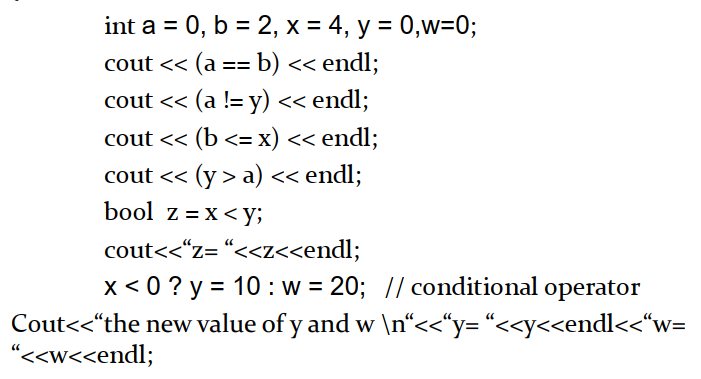 int a = 0, b = 2, x = 4, y = 0,w=0;
cout << (a == b) << endl;
cout << (a != y) << endl;
cout << (b <= x) << endl;
cout << (y > a) << endl;
bool z = x < y;
cout<<“z= “<<z<<endl;
x < 0 ? y = 10 : w = 20; // conditional operator
Cout<<“the new value of y and w \n“<<“y= “<<y<<endl<<“w=
“<<w<<endl;